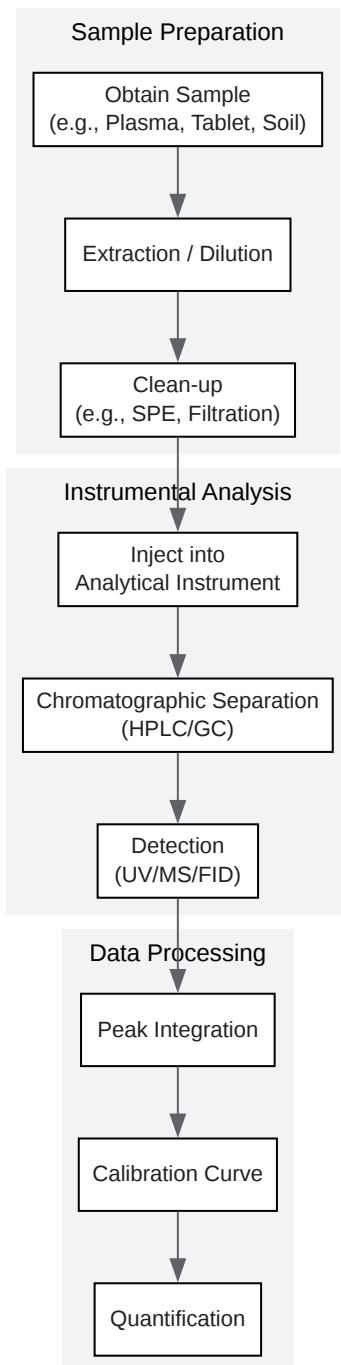 Sample Preparation
Obtain Sample
(e.g., Plasma, Tablet, Soil)
Extraction / Dilution
Clean-up
(e.g., SPE, Filtration)
Instrumental Analysis
Inject into
Analytical Instrument
Chromatographic Separation
(HPLC/GC)
Detection
(UV/MS/FID)
Data Processing
Peak Integration
Calibration Curve
Quantification